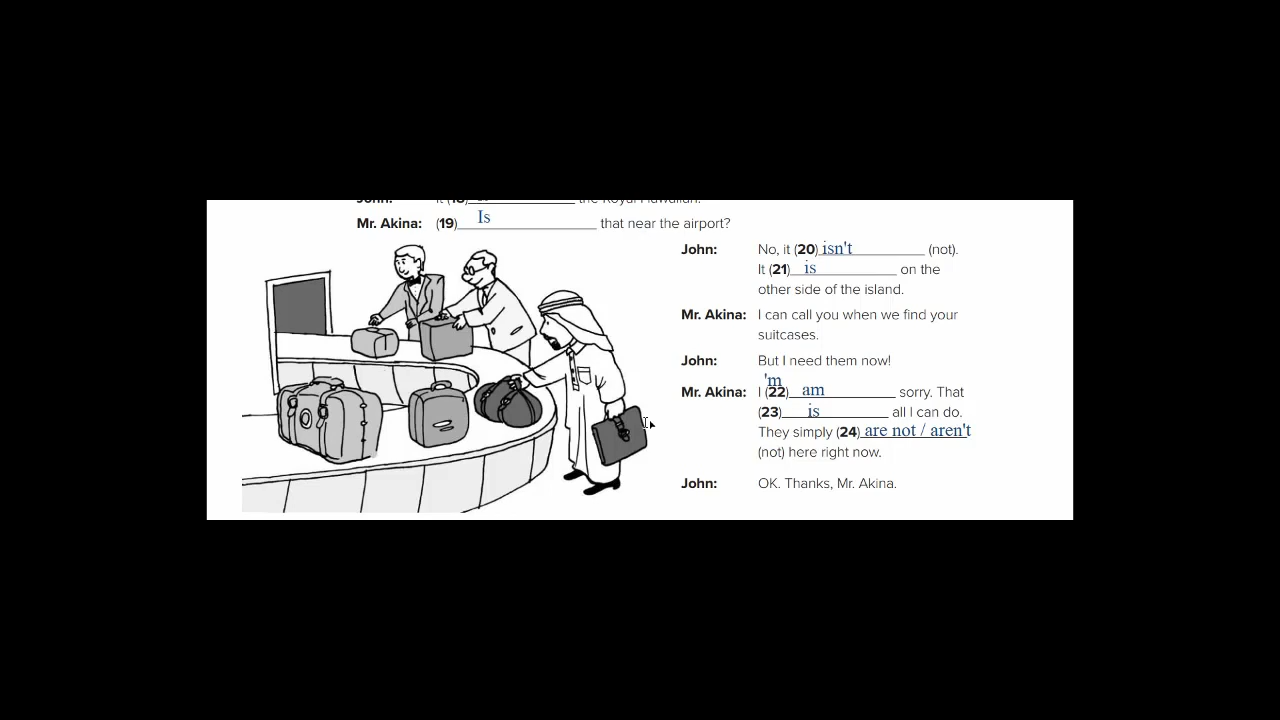 Mr. Akina: (19) Is that near the airport?
John: No, it (20) isn't (not).
It (21) is on the
other side of the island.
Mr. Akina: I can call you when we find your
suitcases.
John: But I need them now!
'm
Mr. Akina: I (22) am sorry. That
(23) is all I can do.
They simply (24) are not / aren't
(not) here right now.
John: OK. Thanks, Mr. Akina.